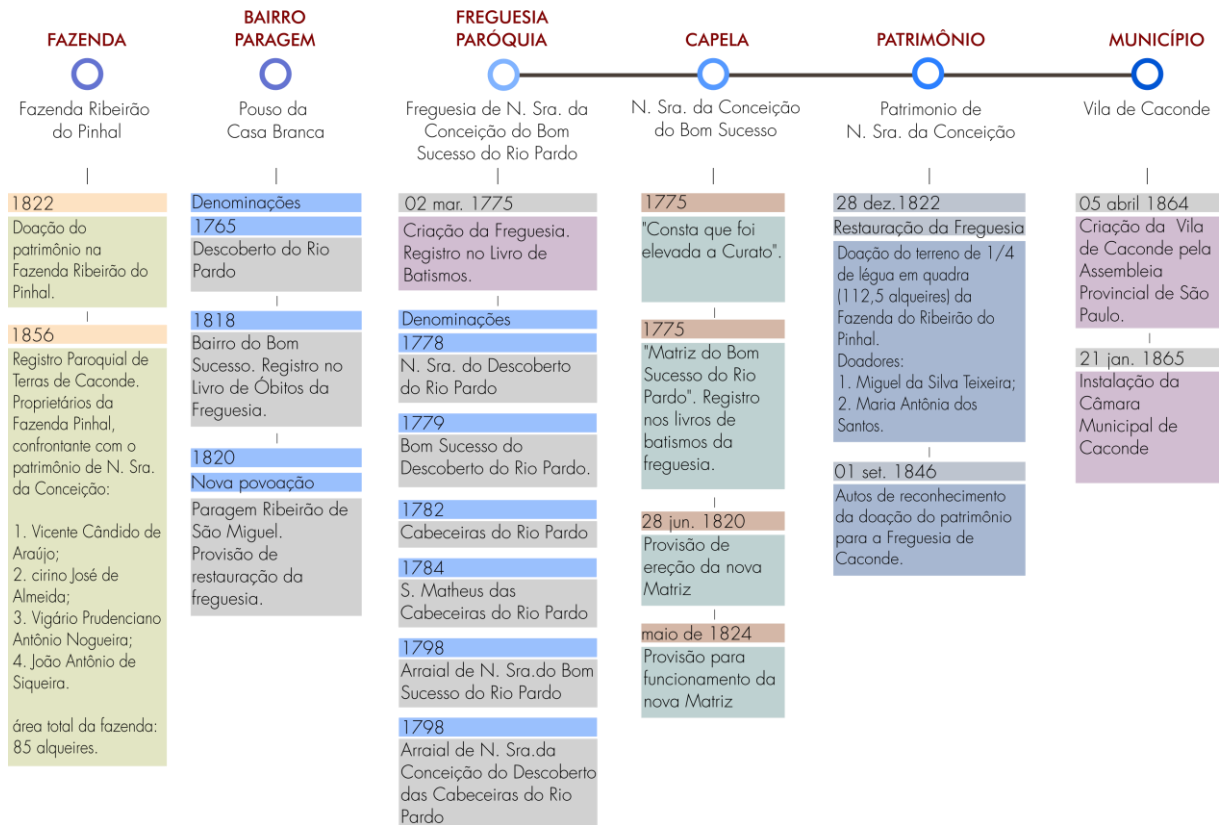 FAZENDA
Fazenda Ribeirão
do Pinhal
1822
Doação do
patrimônio na
Fazenda Ribeirão do
Pinhal.
1856
Registro Paroquial de
Terras de Caconde.
Proprietários da
Fazenda Pinhal,
confrontante com o
patrimônio de N. Sra.
da Conceição:
1. Vicente Cândido de
Araújo;
2. cirino José de
Almeida;
3. Vigário Prudenciano
Antônio Nogueira;
4. João Antônio de
Siqueira.
área total da fazenda:
85 alqueires.
BAIRRO
PARAGEM
Pouso da
Casa Branca
Denominações
1765
Descoberto do Rio
Pardo
1818
Bairro do Bom
Sucesso. Registro no
Livro de Óbitos da
Freguesia.
1820
Nova povoação
Paragem Ribeirão de
São Miguel.
Provisão de
restauração da
freguesia.
FREGUESIA
PARÓQUIA
Freguesia de N. Sra. da
Conceição do Bom
Sucesso do Rio Pardo
02 mar. 1775
Criação da Freguesia.
Registro no Livro de
Batismos.
Denominações
1778
N. Sra. do Descoberto
do Rio Pardo
1779
Bom Sucesso do
Descoberto do Rio Pardo.
1782
Cabeceiras do Rio Pardo
1784
S. Matheus das
Cabeceiras do Rio Pardo
1798
Arraial de N. Sra.do Bom
Sucesso do Rio Pardo
1798
Arraial de N. Sra.da
Conceição do Descoberto
das Cabeceiras do Rio
Pardo
CAPELA
N. Sra. da Conceição
do Bom Sucesso
1775
"Consta que foi
elevada a Curato".
1775
"Matriz do Bom
Sucesso do Rio
Pardo". Registro
nos livros de
batismos da
freguesia.
28 jun. 1820
Provisão de
ereção da nova
Matriz
maio de 1824
Provisão para
funcionamento da
nova Matriz
PATRIMÔNIO
Patrimonio de
N. Sra. da Conceição
28 dez.1822
Restauração da Freguesia
Doação do terreno de 1/4
de légua em quadra
(112,5 alqueires) da
Fazenda do Ribeirão do
Pinhal.
Doadores:
1. Miguel da Silva Teixeira;
2. Maria Antônia dos
Santos.
01 set. 1846
Autos de reconhecimento
da doação do patrimônio
para a Freguesia de
Caconde.
MUNICÍPIO
Vila de Caconde
05 abril 1864
Criação da Vila
de Caconde pela
Assembleia
Provincial de São
Paulo.
21 jan. 1865
Instalação da
Câmara
Municipal de
Caconde